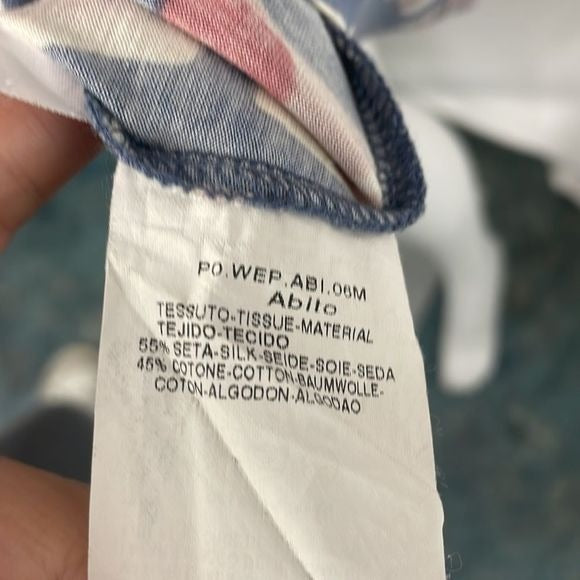 PO.WEP.ABI.06M
Abito
TESSUTO-TISSUE-MATERIAL
TEJIDO-TECIDO
55% SETA-SILK-SEIDE-SOIE-SEDA
45% COTONE-COTTON-BAUMWOLLE-
COTON-ALGODON-ALGODAO